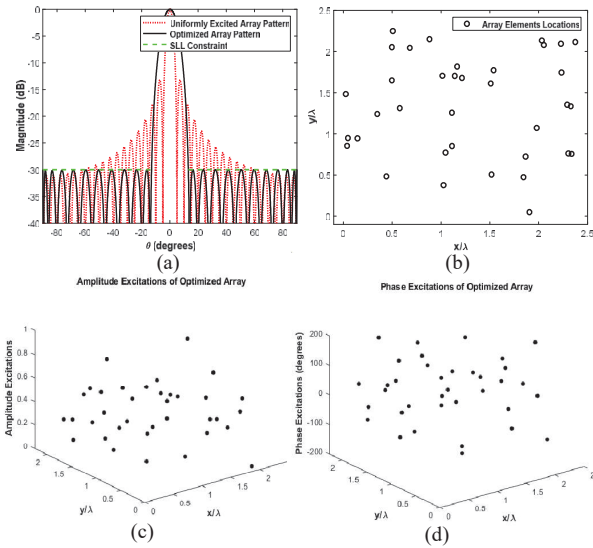 (a)
Magnitude (dB)
0
-5
-10
-15
-20
-25
-30
-35
-40
Uniformly Excited Array Pattern
Optimized Array Pattern
SLL Constraint
-80 -60 -40 -20 0 20 40 60 80
θ (degrees)
(a)
y/λ
2.5
2
1.5
1
0.5
0
Array Elements Locations
0 0.5 1 1.5 2 2.5
x/λ
(b)
Amplitude Excitations of Optimized Array
Amplitude Excitations
1
0.8
0.6
0.4
0.2
0
2
1.5
1
0.5
0
y/λ
0
0.5
1
1.5
2
x/λ
(c)
Phase Excitations of Optimized Array
Phase Excitations (degrees)
200
100
0
-100
-200
2
1.5
1
0.5
0
y/λ
0
0.5
1
1.5
2
x/λ
(d)